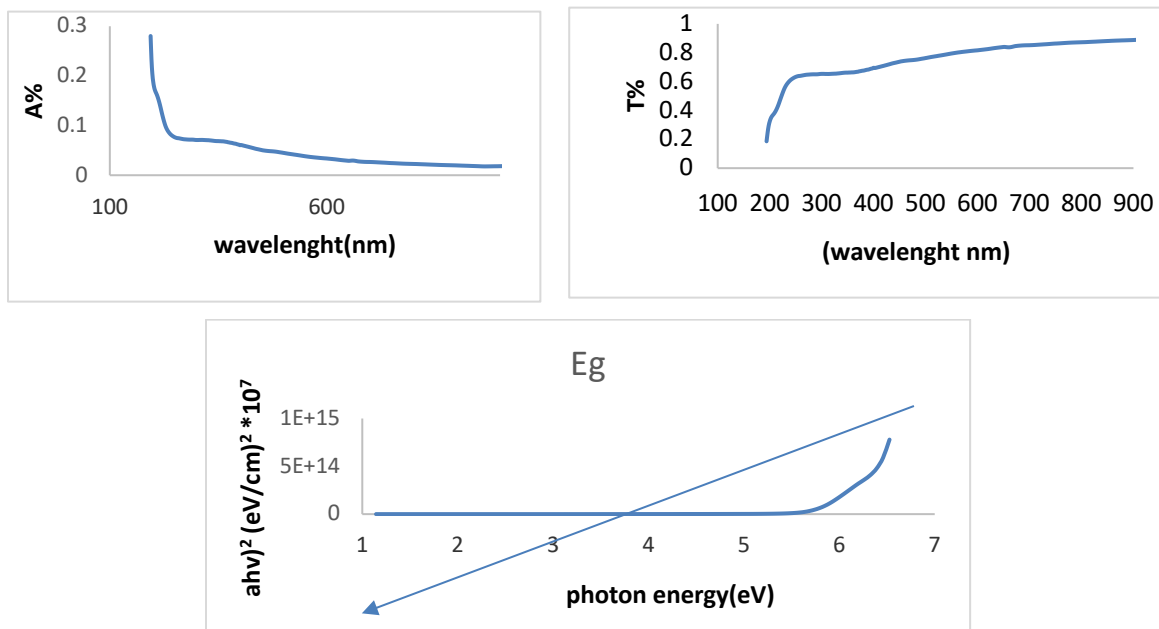 0.3
0.2
0.1
0
A%
100 600
wavelenght(nm)
1
0.8
0.6
0.4
0.2
0
T%
100 200 300 400 500 600 700 800 900
(wavelenght nm)
Eg
ahv)² (eV/cm)² *10⁷
1E+15
5E+14
0
1 2 3 4 5 6 7
photon energy(eV)